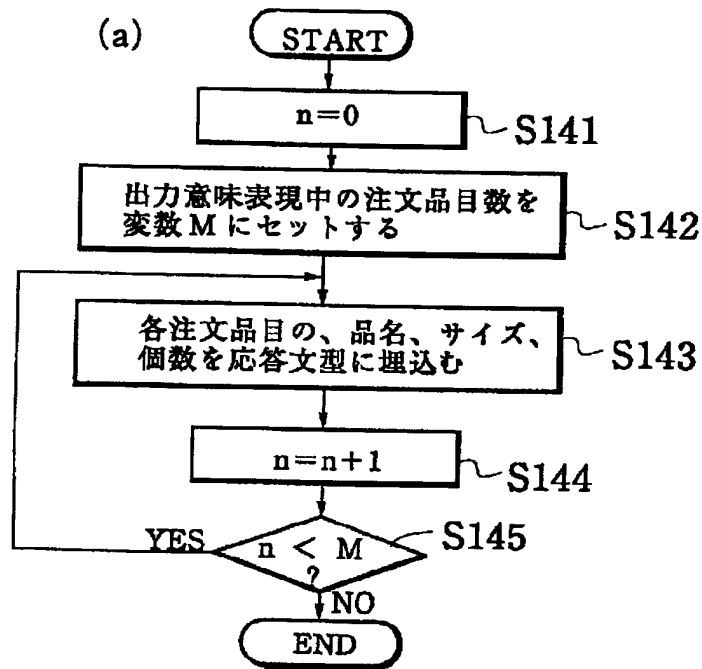 (a)
START
n=0
S141
出力意味表現中の注文品目数を
変数Mにセットする
S142
各注文品目の、品名、サイズ、
個数を応答文型に埋込む
S143
n=n+1
S144
YES
n < M
?
S145
NO
END